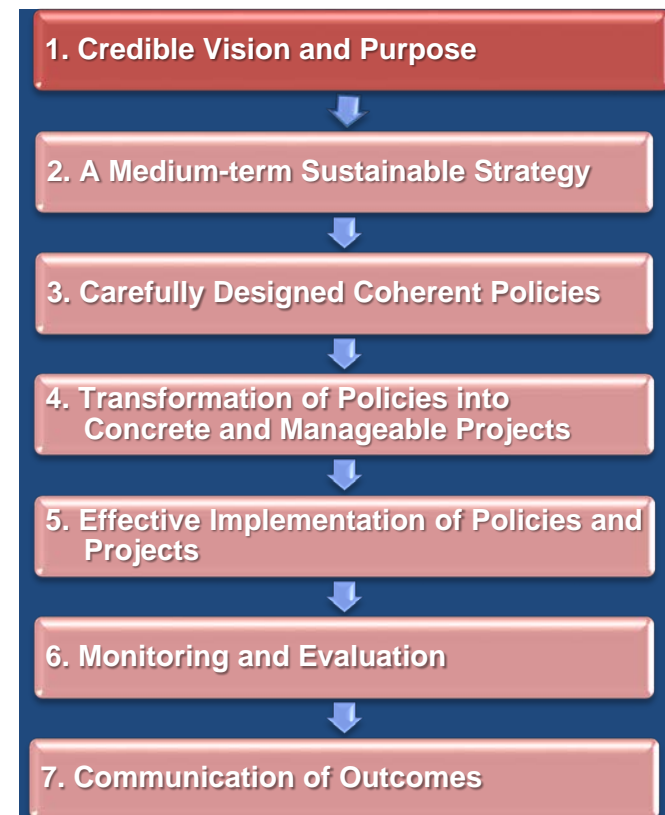 1. Credible Vision and Purpose
2. A Medium-term Sustainable Strategy
3. Carefully Designed Coherent Policies
4. Transformation of Policies into
Concrete and Manageable Projects
5. Effective Implementation of Policies and
Projects
6. Monitoring and Evaluation
7. Communication of Outcomes